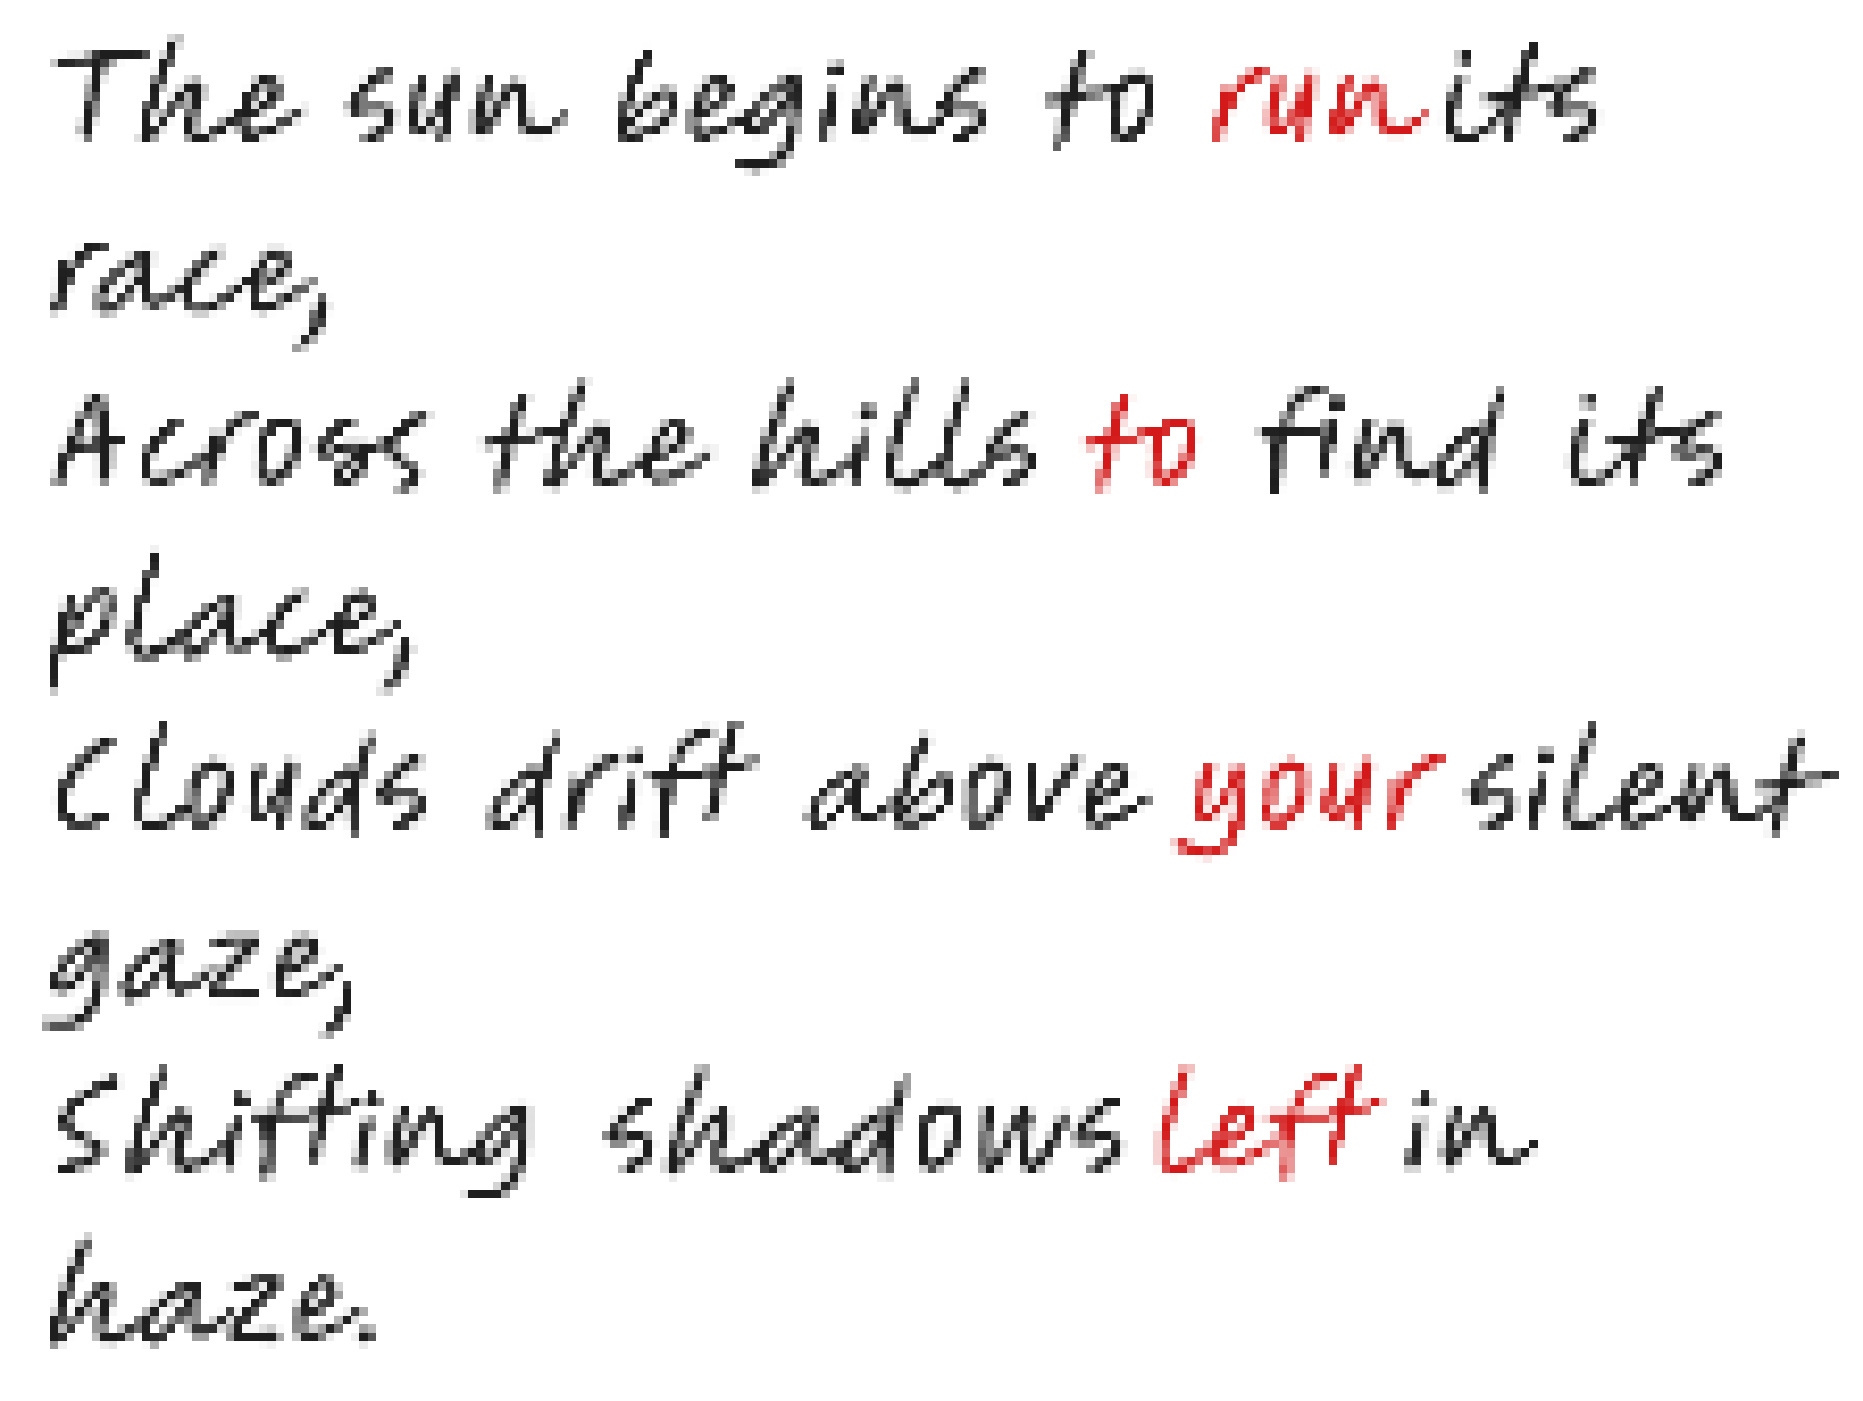 The sun begins to run its
race,
Across the hills to find its
place,
Clouds drift above your silent
gaze,
Shifting shadows left in
haze.